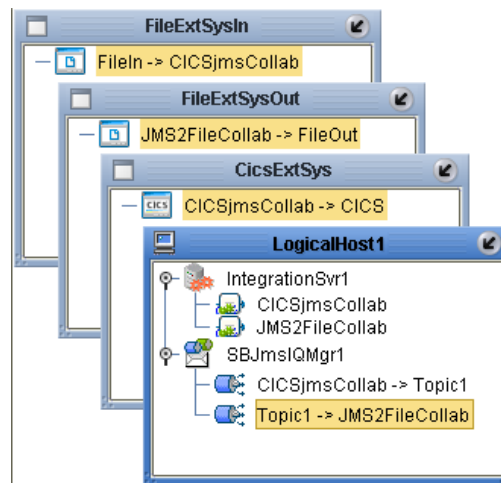 FileExtSysIn
FileIn -> CICSjmsCollab
FileExtSysOut
JMS2FileCollab -> FileOut
CicsExtSys
CICS CICSjmsCollab -> CICS
LogicalHost1
IntegrationSvr1
CICSjmsCollab
JMS2FileCollab
SBJmsIQMgr1
CICSjmsCollab -> Topic1
Topic1 -> JMS2FileCollab